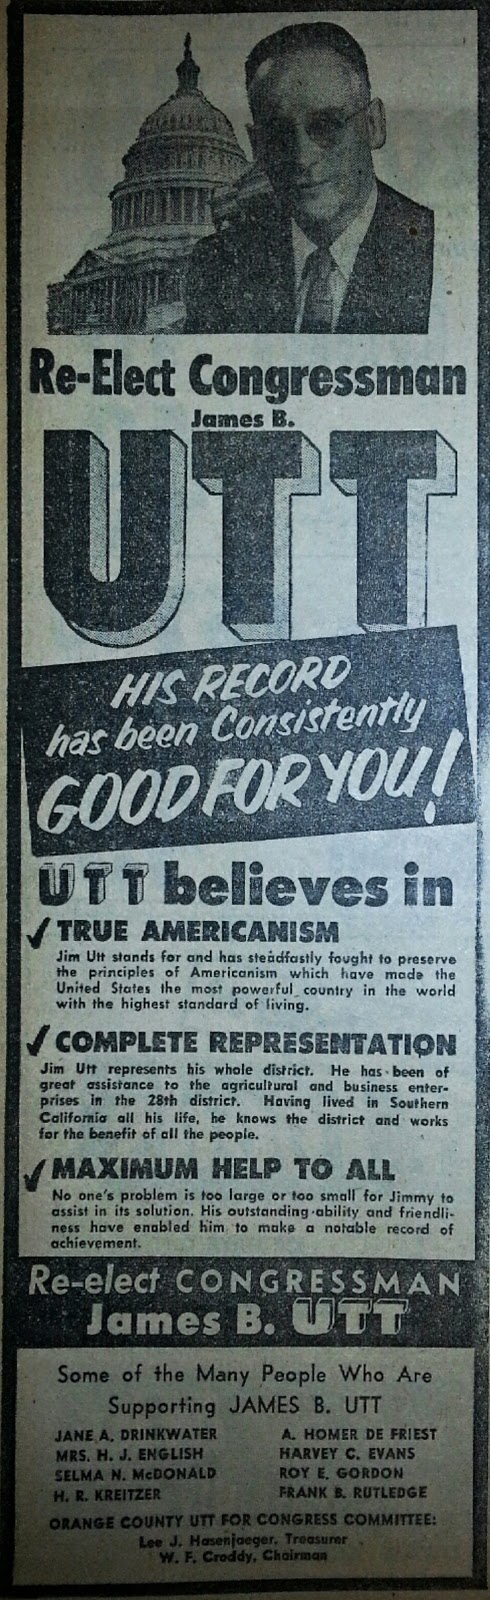 Re-Elect Congressman
James B.
UTT
HIS RECORD
has been Consistently
GOOD FOR YOU!
UTT believes in
✓ TRUE AMERICANISM
Jim Utt stands for and has steadfastly fought to preserve
the principles of Americanism which have made the
United States the most powerful country in the world
with the highest standard of living.
✓ COMPLETE REPRESENTATION
Jim Utt represents his whole district. He has been of
great assistance to the agricultural and business enter-
prises in the 28th district. Having lived in Southern
California all his life, he knows the district and works
for the benefit of all the people.
✓ MAXIMUM HELP TO ALL
No one's problem is too large or too small for Jimmy to
assist in its solution. His outstanding ability and friendli-
ness have enabled him to make a notable record of
achievement.
Re-elect CONGRESSMAN
James B. UTT
Some of the Many People Who Are
Supporting JAMES B. UTT
JANE A. DRINKWATER
MRS. H. J. ENGLISH
SELMA N. McDONALD
H. R. KREITZER
A. HOMER DE FRIEST
HARVEY C. EVANS
ROY E. GORDON
FRANK B. RUTLEDGE
ORANGE COUNTY UTT FOR CONGRESS COMMITTEE:
Lee J. Hasenjaeger, Treasurer
W. F. Croddy, Chairman